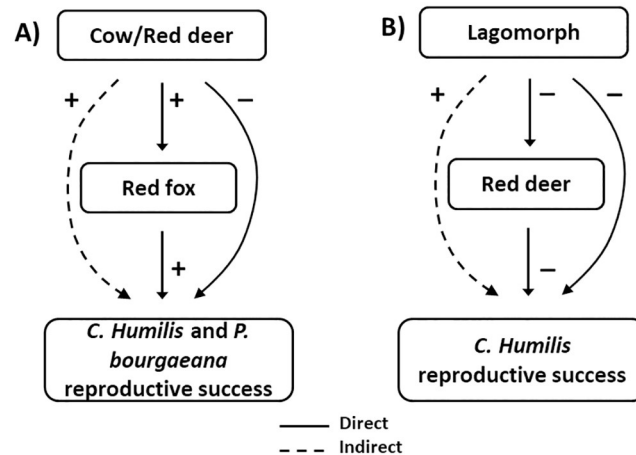 A)
Cow/Red deer
+ + −
Red fox
+
C. Humilis and P.
bourgaeana
reproductive success
B)
Lagomorph
+ − −
Red deer
−
C. Humilis
reproductive success
Direct
Indirect